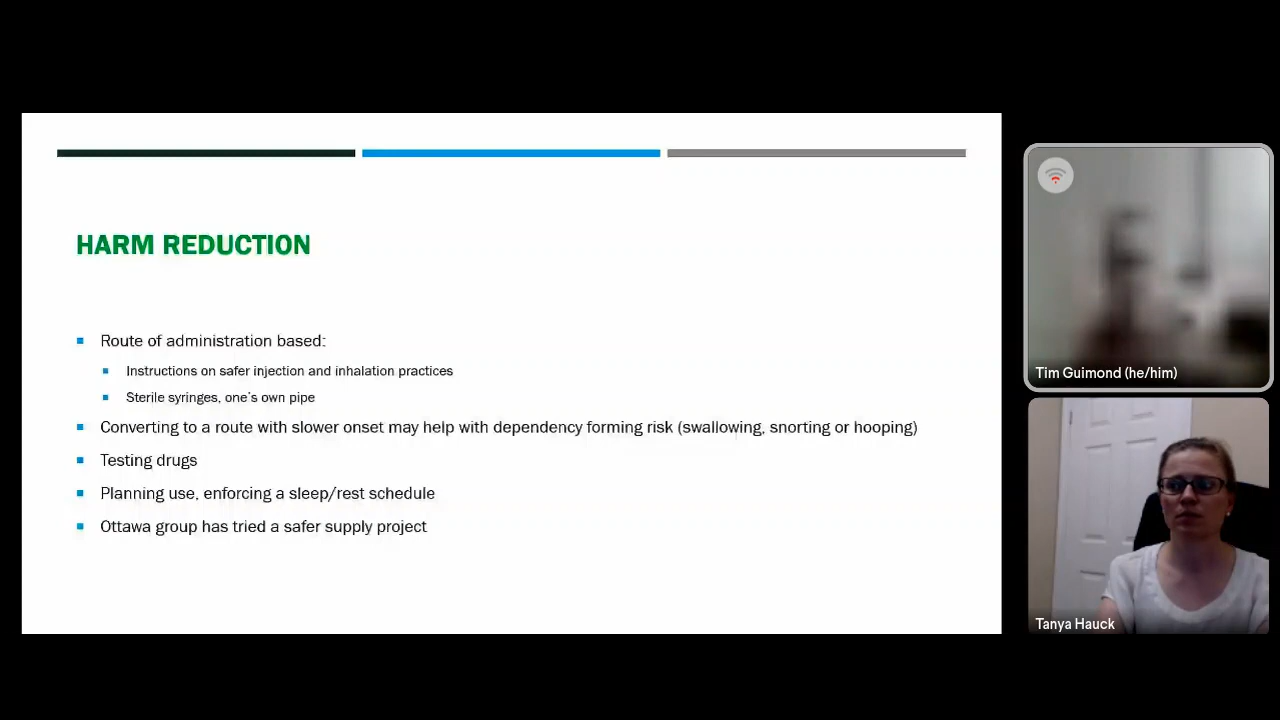 HARM REDUCTION
Route of administration based:
Instructions on safer injection and inhalation practices
Sterile syringes, one's own pipe
Converting to a route with slower onset may help with dependency forming risk (swallowing, snorting or hooping)
Testing drugs
Planning use, enforcing a sleep/rest schedule
Ottawa group has tried a safer supply project
Tim Guimond (he/him)
Tanya Hauck